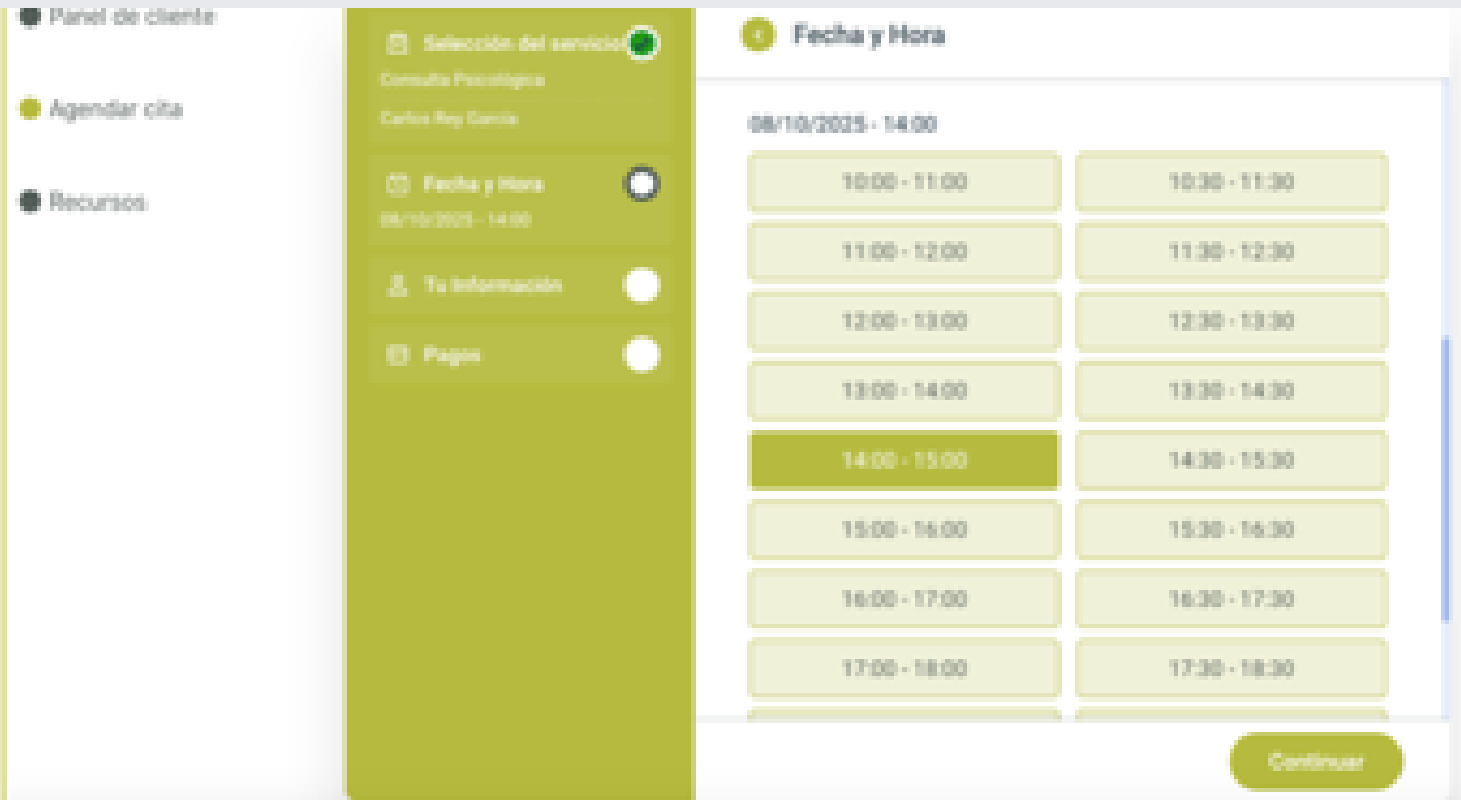 Panel de cliente
Agendar cita
Recursos
Selección del servicio
Consulta Psicológica
Carlos Rey García
Fecha y Hora
08/10/2025 - 14:00
Tu Información
Pagos
Fecha y Hora
08/10/2025 - 14:00
10:00 - 11:00
10:30 - 11:30
11:00 - 12:00
11:30 - 12:30
12:00 - 13:00
12:30 - 13:30
13:00 - 14:00
13:30 - 14:30
14:00 - 15:00
14:30 - 15:30
15:00 - 16:00
15:30 - 16:30
16:00 - 17:00
16:30 - 17:30
17:00 - 18:00
17:30 - 18:30
Continuar